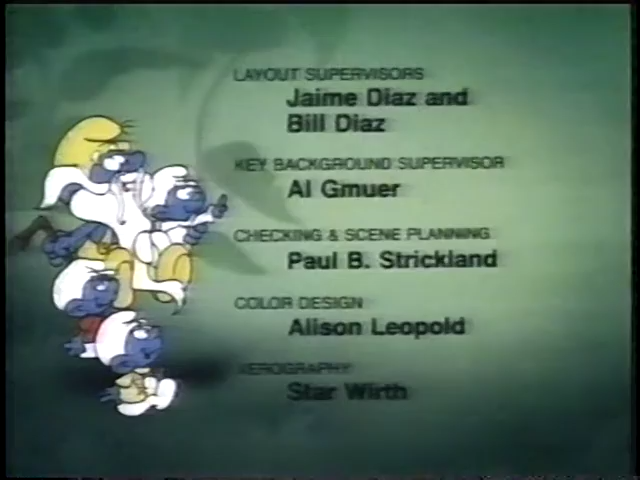 LAYOUT SUPERVISORS
Jaime Diaz and
Bill Diaz
KEY BACKGROUND SUPERVISOR
Al Gmuer
CHECKING & SCENE PLANNING
Paul B. Strickland
COLOR DESIGN
Alison Leopold
XEROGRAPHY
Star Wirth